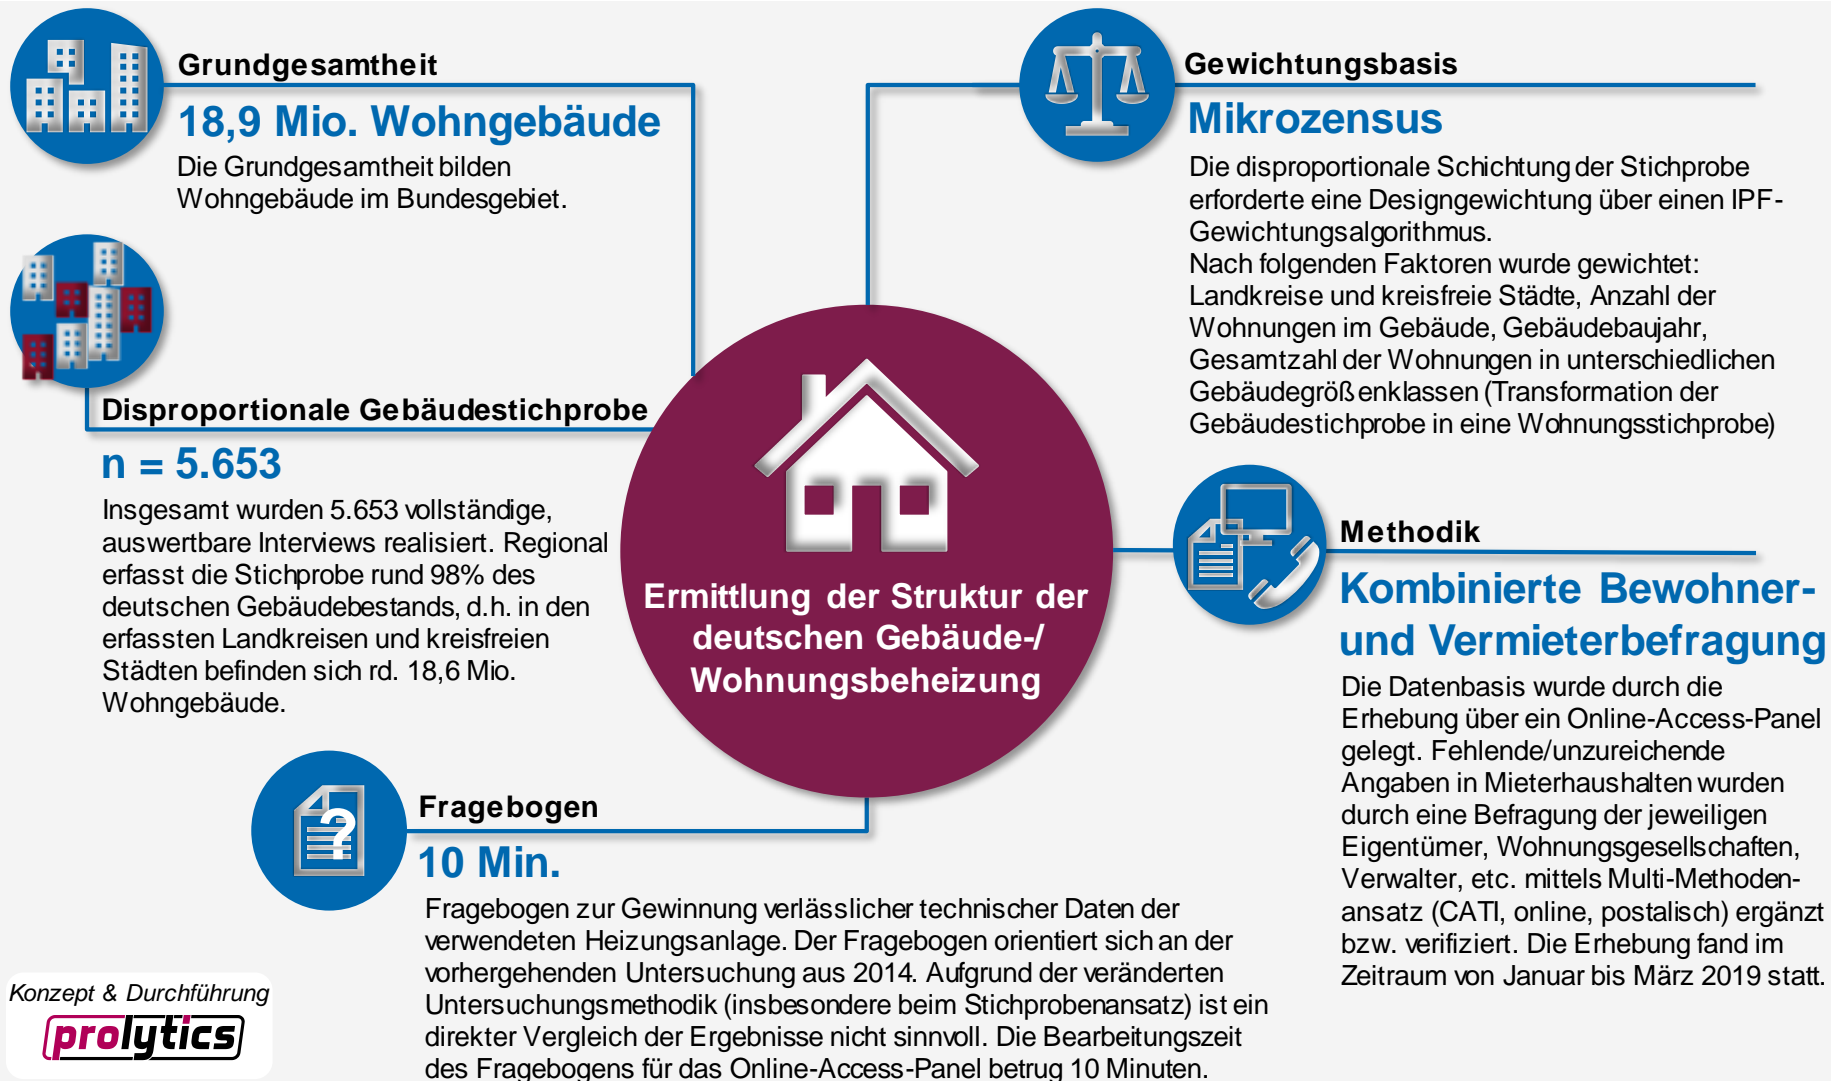 Grundgesamtheit
18,9 Mio. Wohngebäude
Die Grundgesamtheit bilden
Wohngebäude im Bundesgebiet.
Disproportionale Gebäudestichprobe
n = 5.653
Insgesamt wurden 5.653 vollständige,
auswertbare Interviews realisiert. Regional
erfasst die Stichprobe rund 98% des
deutschen Gebäudebestands, d.h. in den
erfassten Landkreisen und kreisfreien
Städten befinden sich rd. 18,6 Mio.
Wohngebäude.
Ermittlung der Struktur der
deutschen Gebäude-/
Wohnungsbeheizung
Gewichtungsbasis
Mikrozensus
Die disproportionale Schichtung der Stichprobe
erforderte eine Designgewichtung über einen IPF-
Gewichtungsalgorithmus.
Nach folgenden Faktoren wurde gewichtet:
Landkreise und kreisfreie Städte, Anzahl der
Wohnungen im Gebäude, Gebäudebaujahr,
Gesamtzahl der Wohnungen in unterschiedlichen
Gebäudegrößenklassen (Transformation der
Gebäudestichprobe in eine Wohnungsstichprobe)
Methodik
Kombinierte Bewohner-
und Vermieterbefragung
Die Datenbasis wurde durch die
Erhebung über ein Online-Access-Panel
gelegt. Fehlende/unzureichende
Angaben in Mieterhaushalten wurden
durch eine Befragung der jeweiligen
Eigentümer, Wohnungsgesellschaften,
Verwalter, etc. mittels Multi-Methoden-
ansatz (CATI, online, postalisch) ergänzt
bzw. verifiziert. Die Erhebung fand im
Zeitraum von Januar bis März 2019 statt.
?
Fragebogen
10 Min.
Fragebogen zur Gewinnung verlässlicher technischer Daten der
verwendeten Heizungsanlage. Der Fragebogen orientiert sich an der
vorhergehenden Untersuchung aus 2014. Aufgrund der veränderten
Untersuchungsmethodik (insbesondere beim Stichprobenansatz) ist ein
direkter Vergleich der Ergebnisse nicht sinnvoll. Die Bearbeitungszeit
des Fragebogens für das Online-Access-Panel betrug 10 Minuten.
Konzept & Durchführung
prolytics